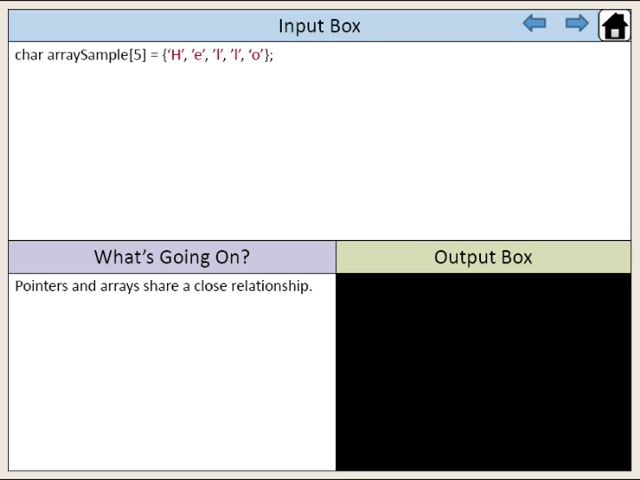 Input Box
char arraySample[5] = {‘H’, ’e’, ’l’, ’l’, ‘o’};
What’s Going On?
Output Box
Pointers and arrays share a close relationship.